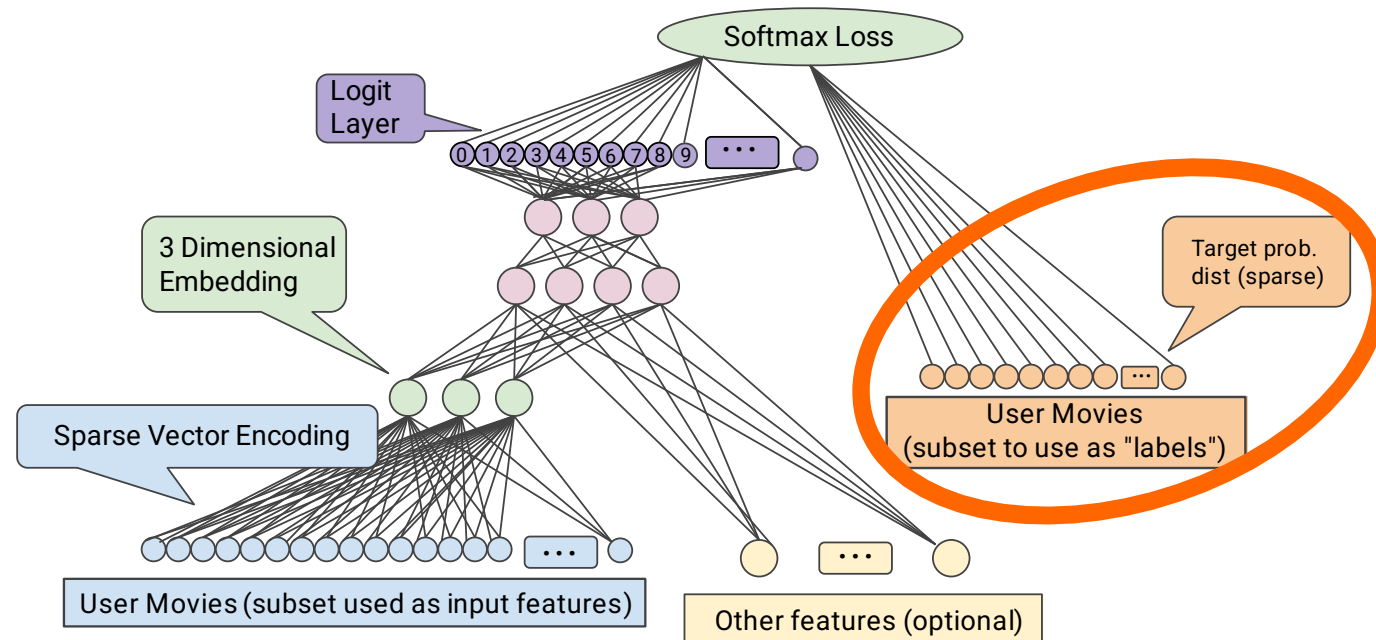 Softmax Loss
Logit
Layer
0 1 2 3 4 5 6 7 8 9 ...
3 Dimensional
Embedding
Target prob.
dist (sparse)
...
User Movies
(subset to use as "labels")
Sparse Vector Encoding
...
...
User Movies (subset used as input features)
Other features (optional)